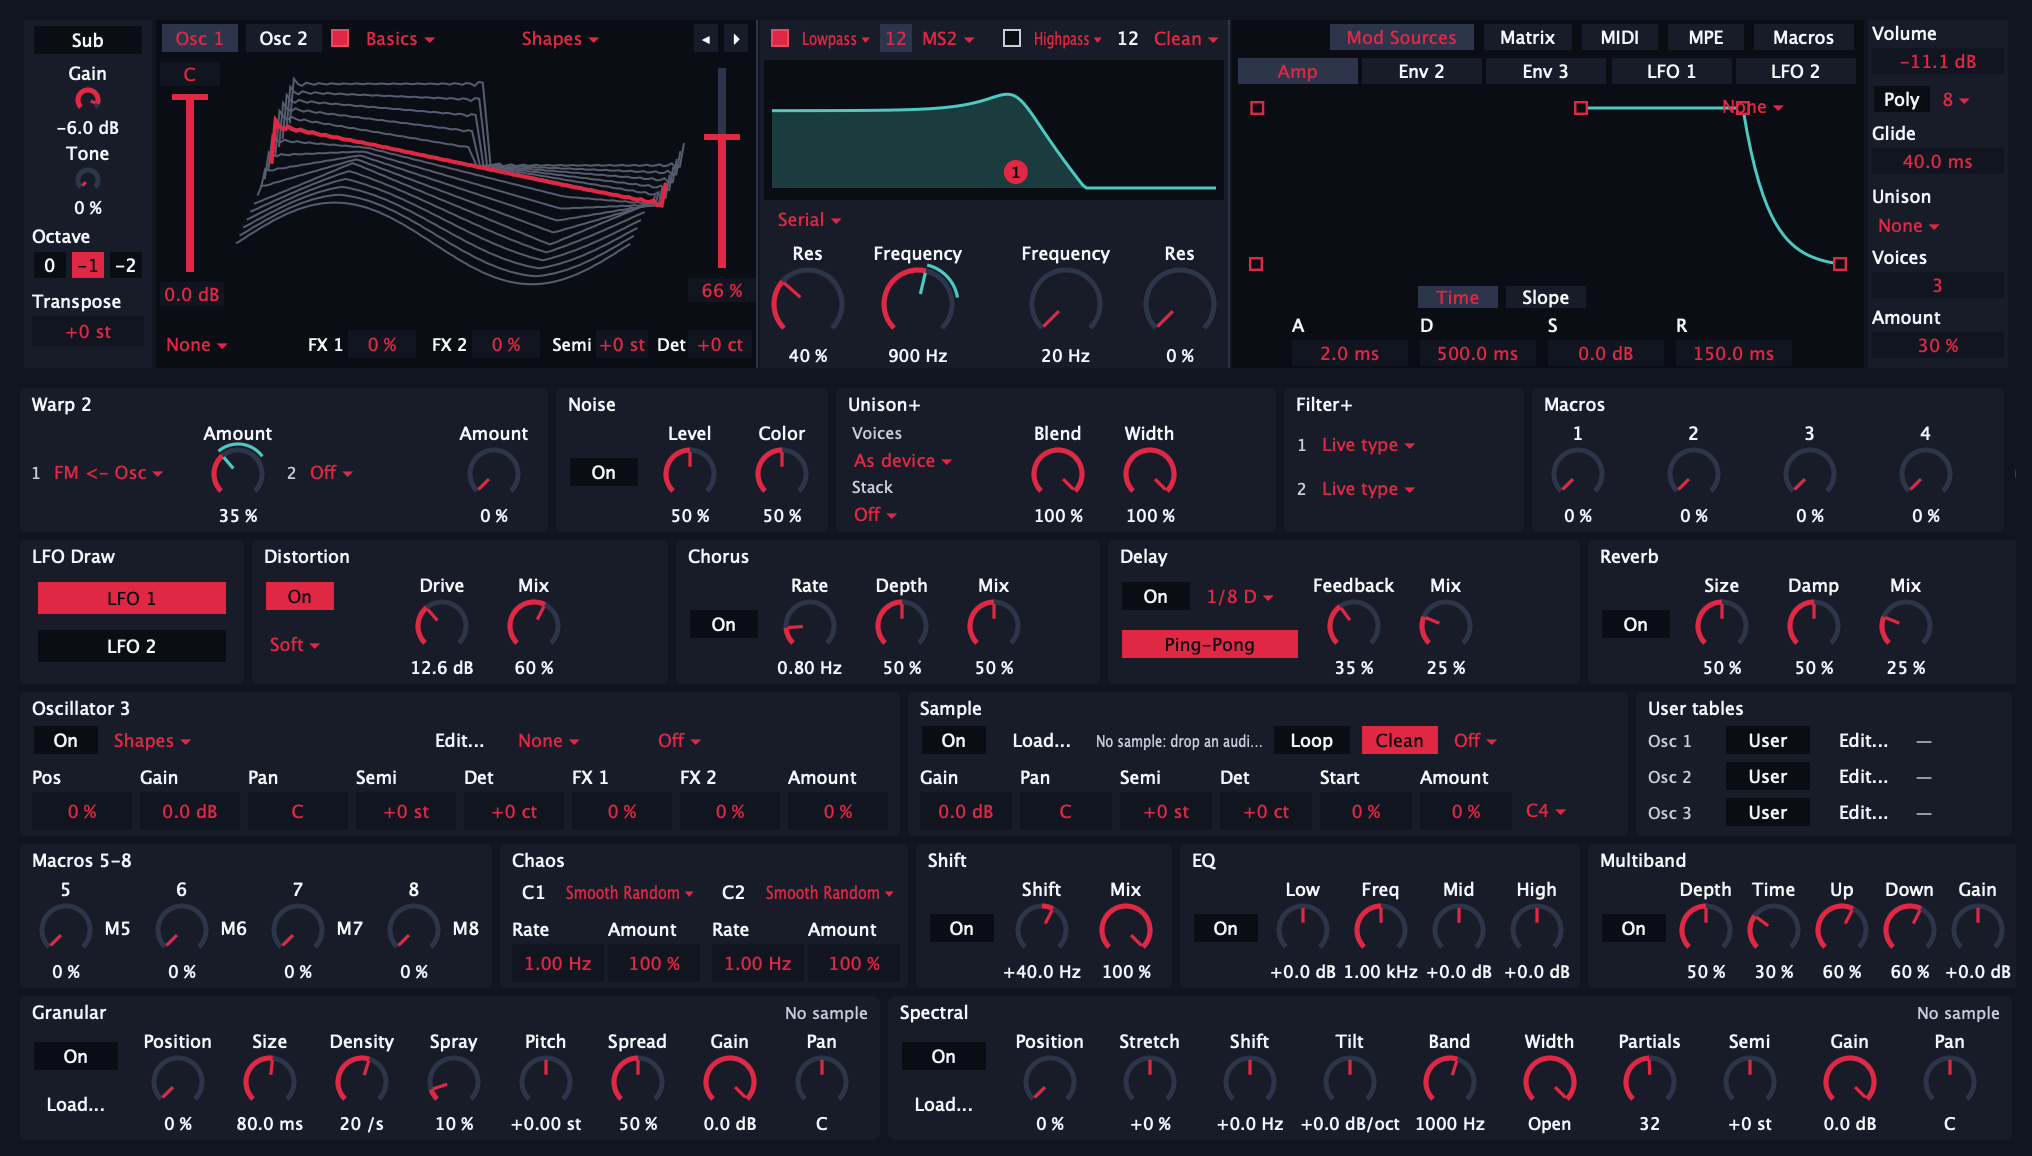 Sub
Gain
-6.0 dB
Tone
0 %
Octave
0 -1 -2
Transpose
+0 st
Osc 1 Osc 2 Basics Shapes
C
0.0 dB
66 %
None FX 1 0 % FX 2 0 % Semi +0 st Det +0 ct
Lowpass 12 MS2 Highpass 12 Clean
1
Serial
Res Frequency Frequency Res
40 % 900 Hz 20 Hz 0 %
Mod Sources Matrix MIDI MPE Macros
Amp Env 2 Env 3 LFO 1 LFO 2
None
Time Slope
A D S R
2.0 ms 500.0 ms 0.0 dB 150.0 ms
Volume
-11.1 dB
Poly 8
Glide
40.0 ms
Unison
None
Voices
3
Amount
30 %
Warp 2
Amount Amount
1 FM <- Osc 2 Off
35 % 0 %
Noise
Level Color
On
50 % 50 %
Unison+
Voices Blend Width
As device
Stack
Off 100 % 100 %
Filter+
1 Live type
2 Live type
Macros
1 2 3 4
0 % 0 % 0 % 0 %
LFO Draw
LFO 1
LFO 2
Distortion
On Drive Mix
Soft
12.6 dB 60 %
Chorus
Rate Depth Mix
On
0.80 Hz 50 % 50 %
Delay
On 1/8 D Feedback Mix
Ping-Pong
35 % 25 %
Reverb
Size Damp Mix
On
50 % 50 % 25 %
Oscillator 3
On Shapes Edit... None Off
Pos Gain Pan Semi Det FX 1 FX 2 Amount
0 % 0.0 dB C +0 st +0 ct 0 % 0 % 0 %
Sample
On Load... No sample: drop an audi... Loop Clean Off
Gain Pan Semi Det Start Amount
0.0 dB C +0 st +0 ct 0 % 0 % C4
User tables
Osc 1 User Edit... —
Osc 2 User Edit... —
Osc 3 User Edit... —
Macros 5-8
5 6 7 8
M5 M6 M7 M8
0 % 0 % 0 % 0 %
Chaos
C1 Smooth Random C2 Smooth Random
Rate Amount Rate Amount
1.00 Hz 100 % 1.00 Hz 100 %
Shift
Shift Mix
On
+40.0 Hz 100 %
EQ
Low Freq Mid High
On
+0.0 dB 1.00 kHz +0.0 dB +0.0 dB
Multiband
Depth Time Up Down Gain
On
50 % 30 % 60 % 60 % +0.0 dB
Granular No sample
Position Size Density Spray Pitch Spread Gain Pan
On
Load...
0 % 80.0 ms 20 /s 10 % +0.00 st 50 % 0.0 dB C
Spectral No sample
Position Stretch Shift Tilt Band Width Partials Semi Gain Pan
On
Load...
0 % +0 % +0.0 Hz +0.0 dB/oct 1000 Hz Open 32 +0 st 0.0 dB C